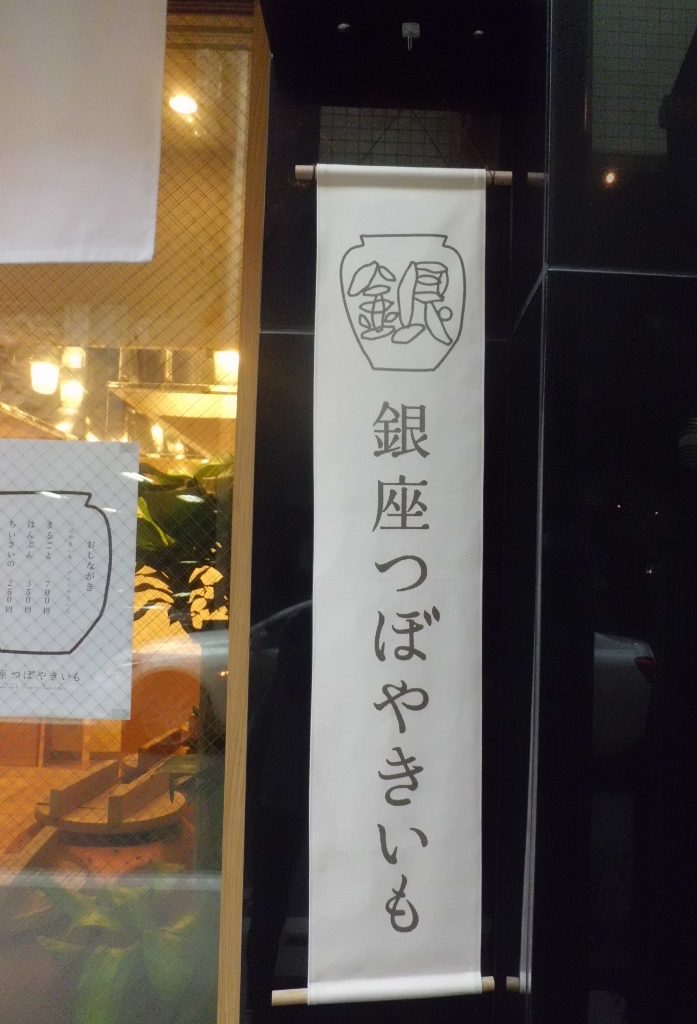 銀
銀座つぼやきいも
おしながき
まるごと 700円
はんぶん 350円
ちいさいの 250円
座つぼやきいも